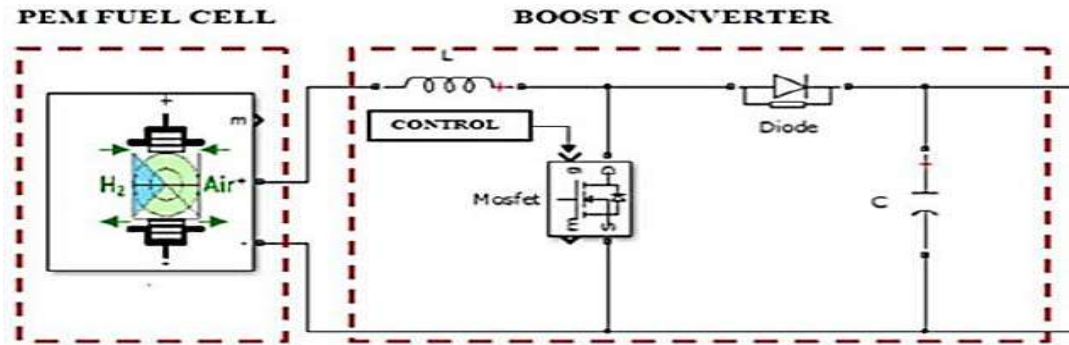 PEM FUEL CELL
BOOST CONVERTER
L
CONTROL
Diode
m
H2
Air
Mosfet
g
D
m
S
C